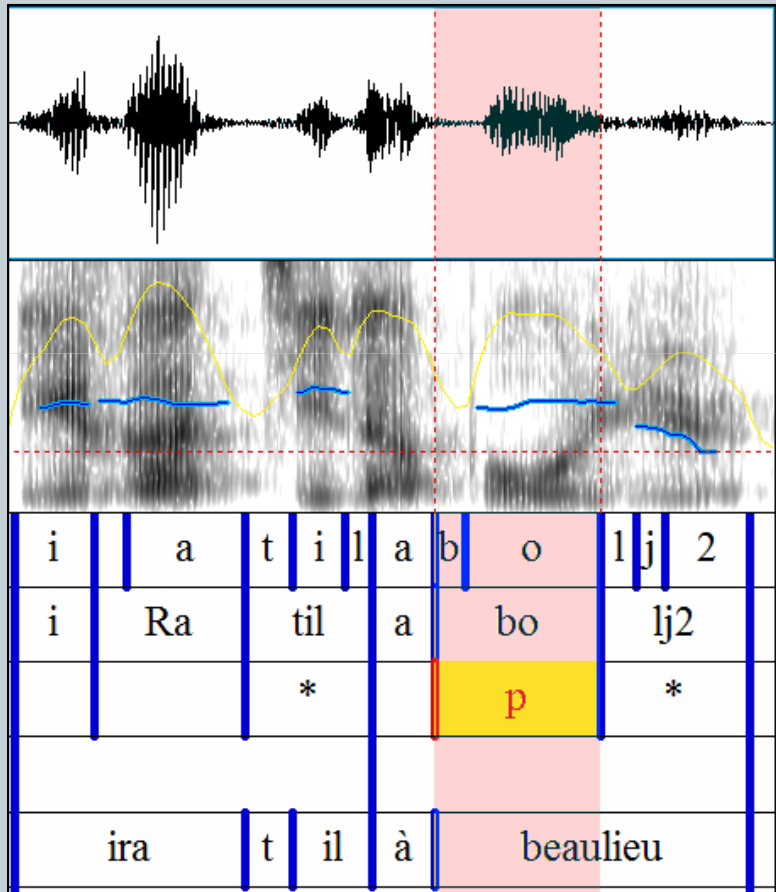 i a t i l a b o l j 2
i Ra til a bo lj2
* p *
ira t il à beaulieu